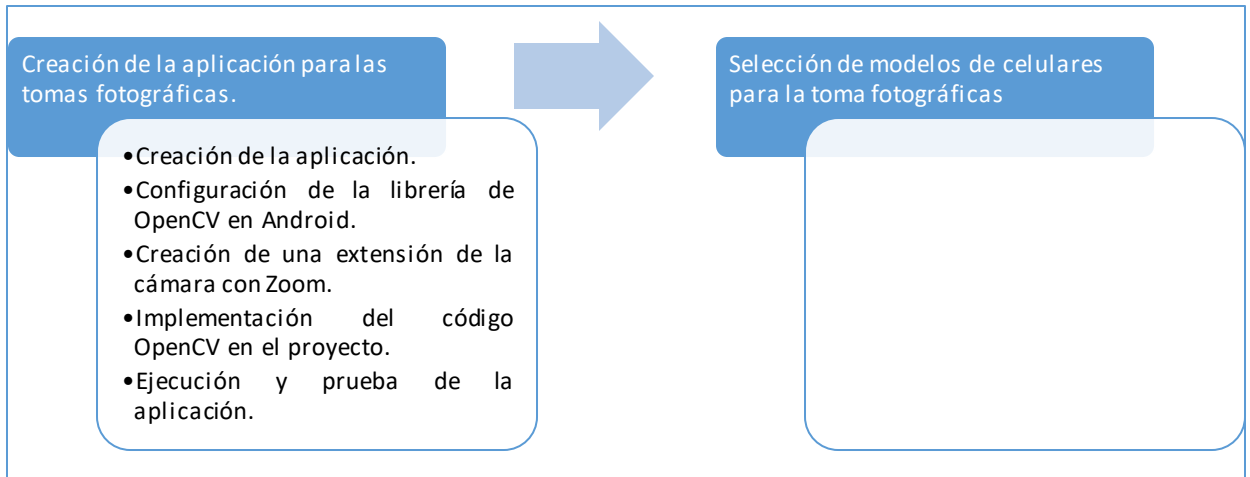 Creación de la aplicación para las
tomas fotográficas.
•Creación de la aplicación.
•Configuración de la librería de
OpenCV en Android.
•Creación de una extensión de la
cámara con Zoom.
•Implementación del código
OpenCV en el proyecto.
•Ejecución y prueba de la
aplicación.
Selección de modelos de celulares
para la toma fotográficas